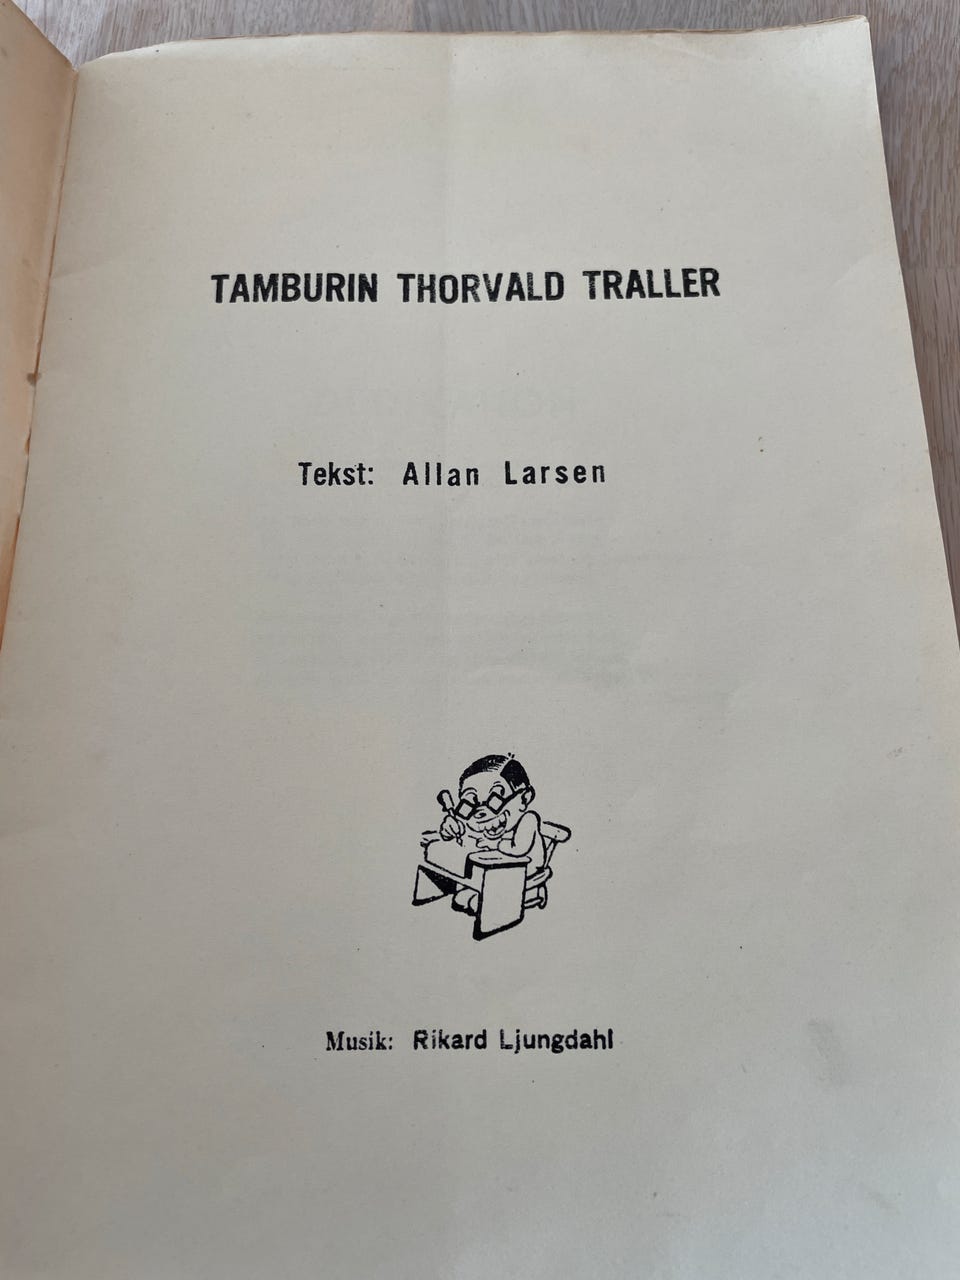 TAMBURIN THORVALD TRALLER
Tekst: Allan Larsen
Musik: Rikard Ljungdahl